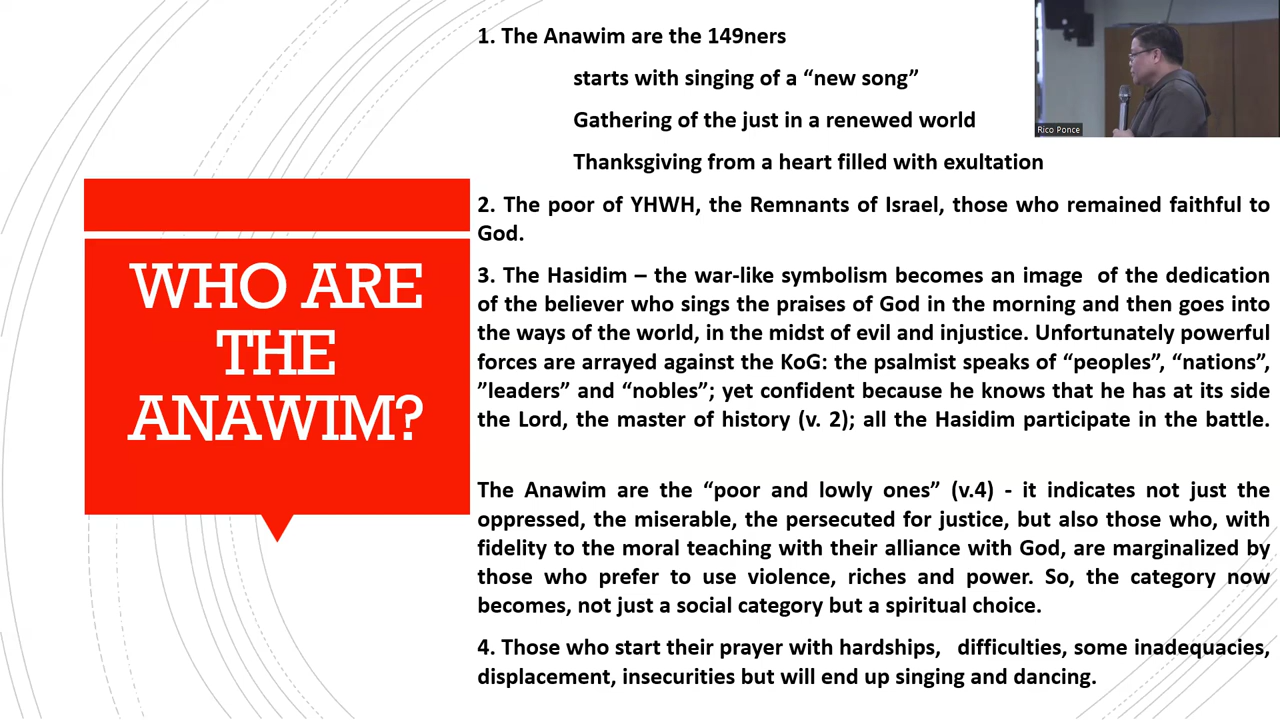 1. The Anawim are the 149ners
starts with singing of a “new song”
Gathering of the just in a renewed world
Thanksgiving from a heart filled with exultation
2. The poor of YHWH, the Remnants of Israel, those who remained faithful to
God.
3. The Hasidim – the war-like symbolism becomes an image of the dedication
of the believer who sings the praises of God in the morning and then goes into
the ways of the world, in the midst of evil and injustice. Unfortunately powerful
forces are arrayed against the KoG: the psalmist speaks of “peoples”, “nations”,
”leaders” and “nobles”; yet confident because he knows that he has at its side
the Lord, the master of history (v. 2); all the Hasidim participate in the battle.
The Anawim are the “poor and lowly ones” (v.4) - it indicates not just the
oppressed, the miserable, the persecuted for justice, but also those who, with
fidelity to the moral teaching with their alliance with God, are marginalized by
those who prefer to use violence, riches and power. So, the category now
becomes, not just a social category but a spiritual choice.
4. Those who start their prayer with hardships, difficulties, some inadequacies,
displacement, insecurities but will end up singing and dancing.
WHO ARE
THE
ANAWIM?
Rico Ponce